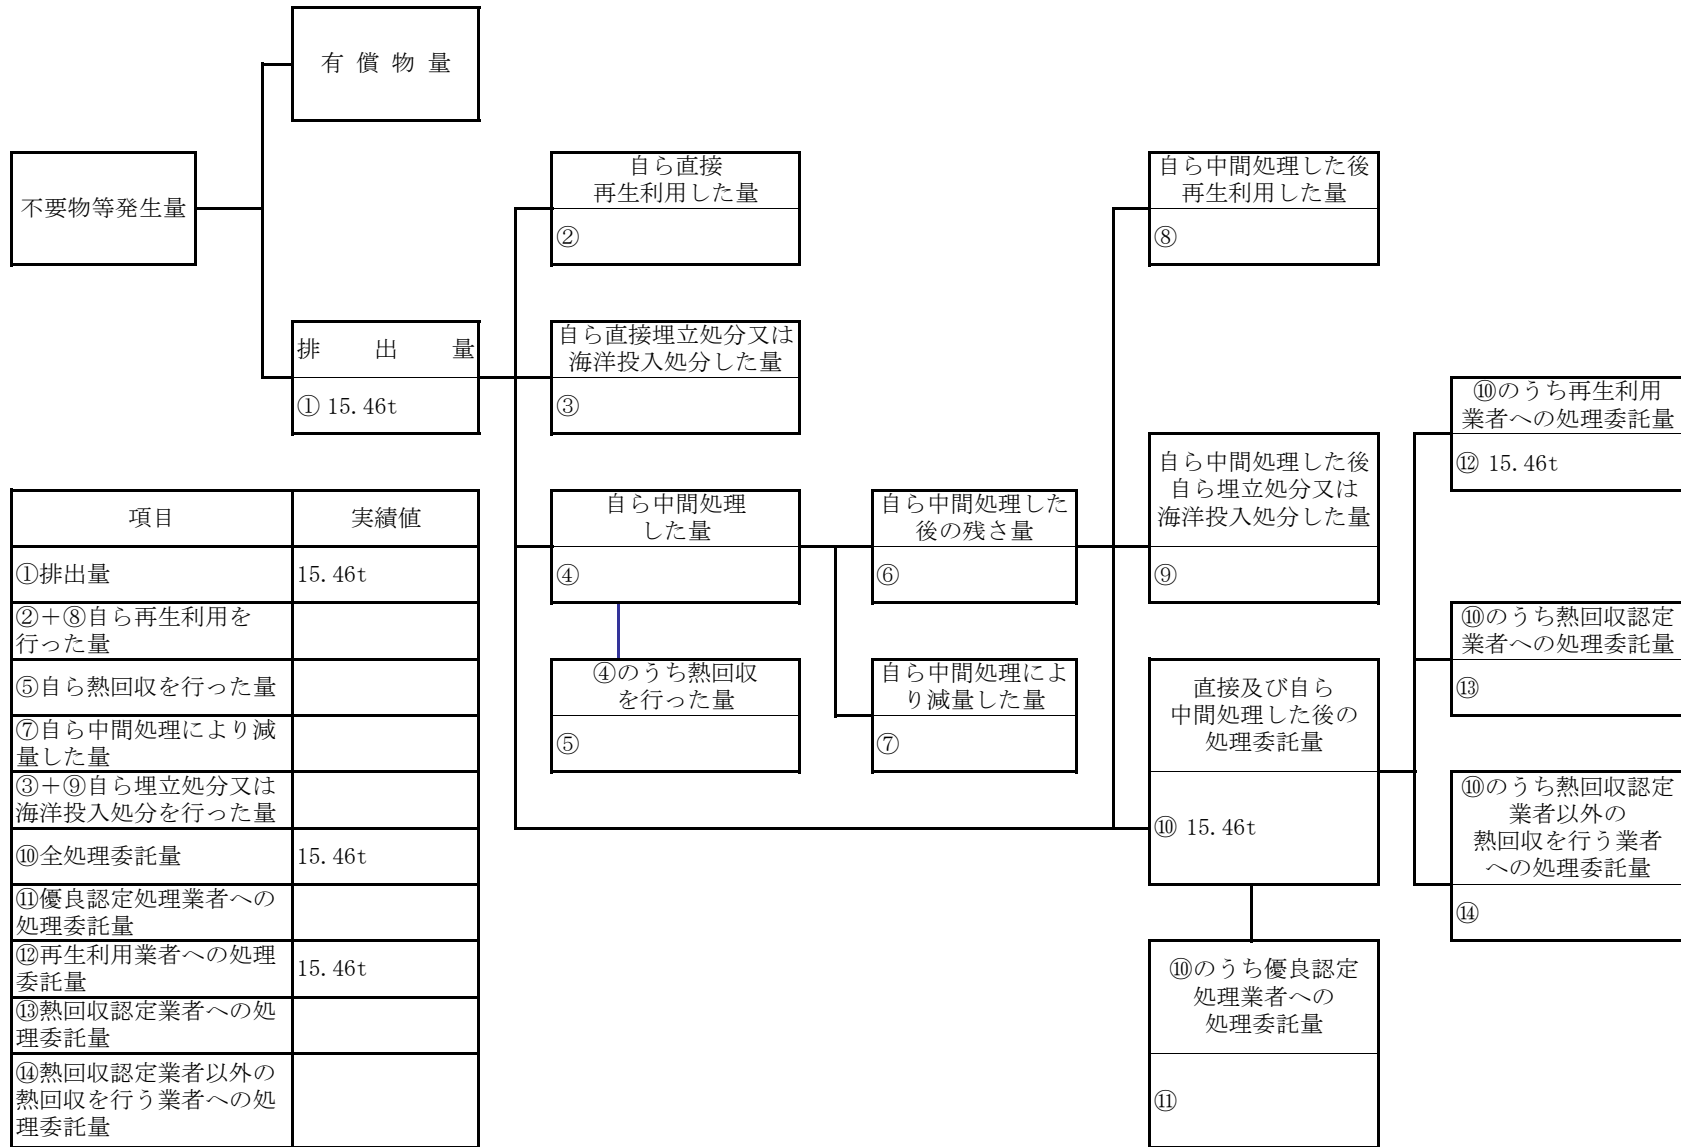 有 償 物 量
不要物等発生量
自ら直接
再生利用した量
②
自ら中間処理した後
再生利用した量
⑧
排 出 量
① 15.46t
自ら直接埋立処分又は
海洋投入処分した量
③
⑩のうち再生利用
業者への処理委託量
⑫ 15.46t
自ら中間処理した後
自ら埋立処分又は
海洋投入処分した量
⑨
自ら中間処理
した量
④
自ら中間処理した
後の残さ量
⑥
⑩のうち熱回収認定
業者への処理委託量
⑬
④のうち熱回収
を行った量
⑤
自ら中間処理によ
り減量した量
⑦
直接及び自ら
中間処理した後の
処理委託量
⑩ 15.46t
⑩のうち熱回収認定
業者以外の
熱回収を行う業者
への処理委託量
⑭
⑩のうち優良認定
処理業者への
処理委託量
⑪
項目 実績値
①排出量 15.46t
②＋⑧自ら再生利用を
行った量
⑤自ら熱回収を行った量
⑦自ら中間処理により減
量した量
③＋⑨自ら埋立処分又は
海洋投入処分を行った量
⑩全処理委託量 15.46t
⑪優良認定処理業者への
処理委託量
⑫再生利用業者への処理
委託量 15.46t
⑬熱回収認定業者への処
理委託量
⑭熱回収認定業者以外の
熱回収を行う業者への処
理委託量